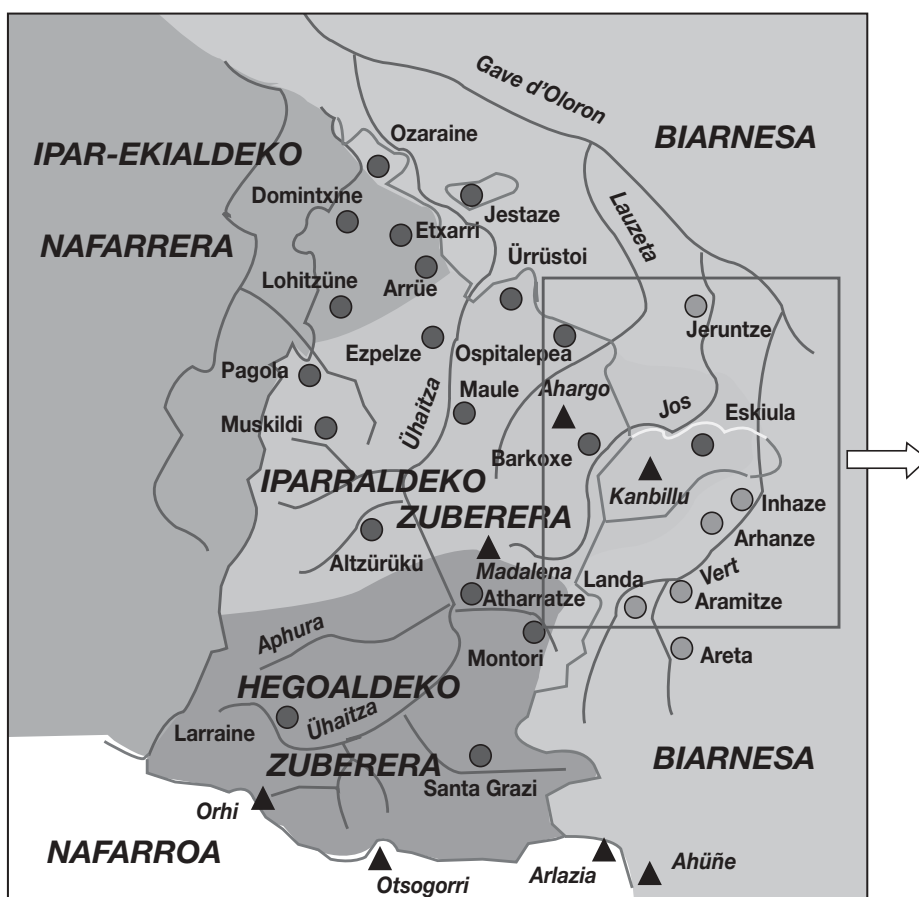 Gave d'Oloron
BIARNESA
Ozaraine
IPAR-EKIALDEKO
Domintxine
Jestaze
Lauzeta
Etxarri
NAFARRERA
Ürrüstoi
Lohitzüne
Arrüe
Jeruntze
Ezpelze
Ospitalepea
Pagola
Maule
Ahargo
Ühaitza
Jos
Eskiula
Muskildi
Barkoxe
IPARRALDEKO
Kanbillu
Inhaze
ZUBERERA
Arhanze
Altzürükü
Madalena
Landa
Vert
Atharratze
Aramitze
Aphura
Montori
Areta
HEGOALDEKO
Ühaitza
Larraine
ZUBERERA
BIARNESA
Santa Grazi
Orhi
NAFARROA
Otsogorri
Arlazia
Ahüñe